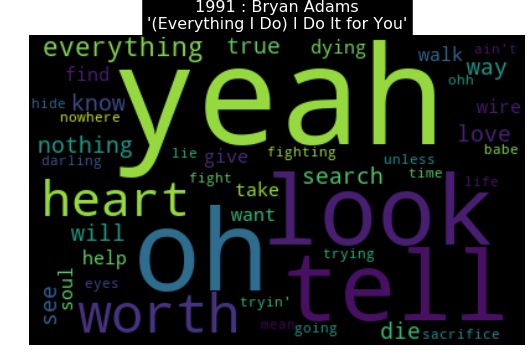 1991 : Bryan Adams
'(Everything I Do) I Do It for You'
everything true dying walk ain't
find yeah ohh way
hide know wire
nowhere
nothing lie give fighting love
darling unless babe
fight search time
heart take look life
want
will oh
help trying tell
see soul eyes
worth tryin'
mean going die sacrifice